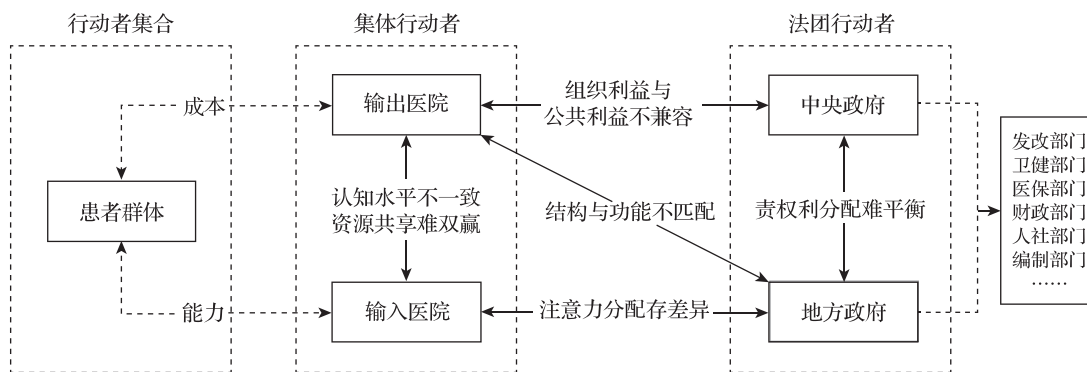 行动者集合
集体行动者
法团行动者
成本
输出医院
组织利益与
公共利益不兼容
中央政府
发改部门
卫健部门
医保部门
财政部门
人社部门
编制部门
……
患者群体
认知水平不一致
资源共享难双赢
结构与功能不匹配
责权利分配难平衡
能力
输入医院
注意力分配存差异
地方政府